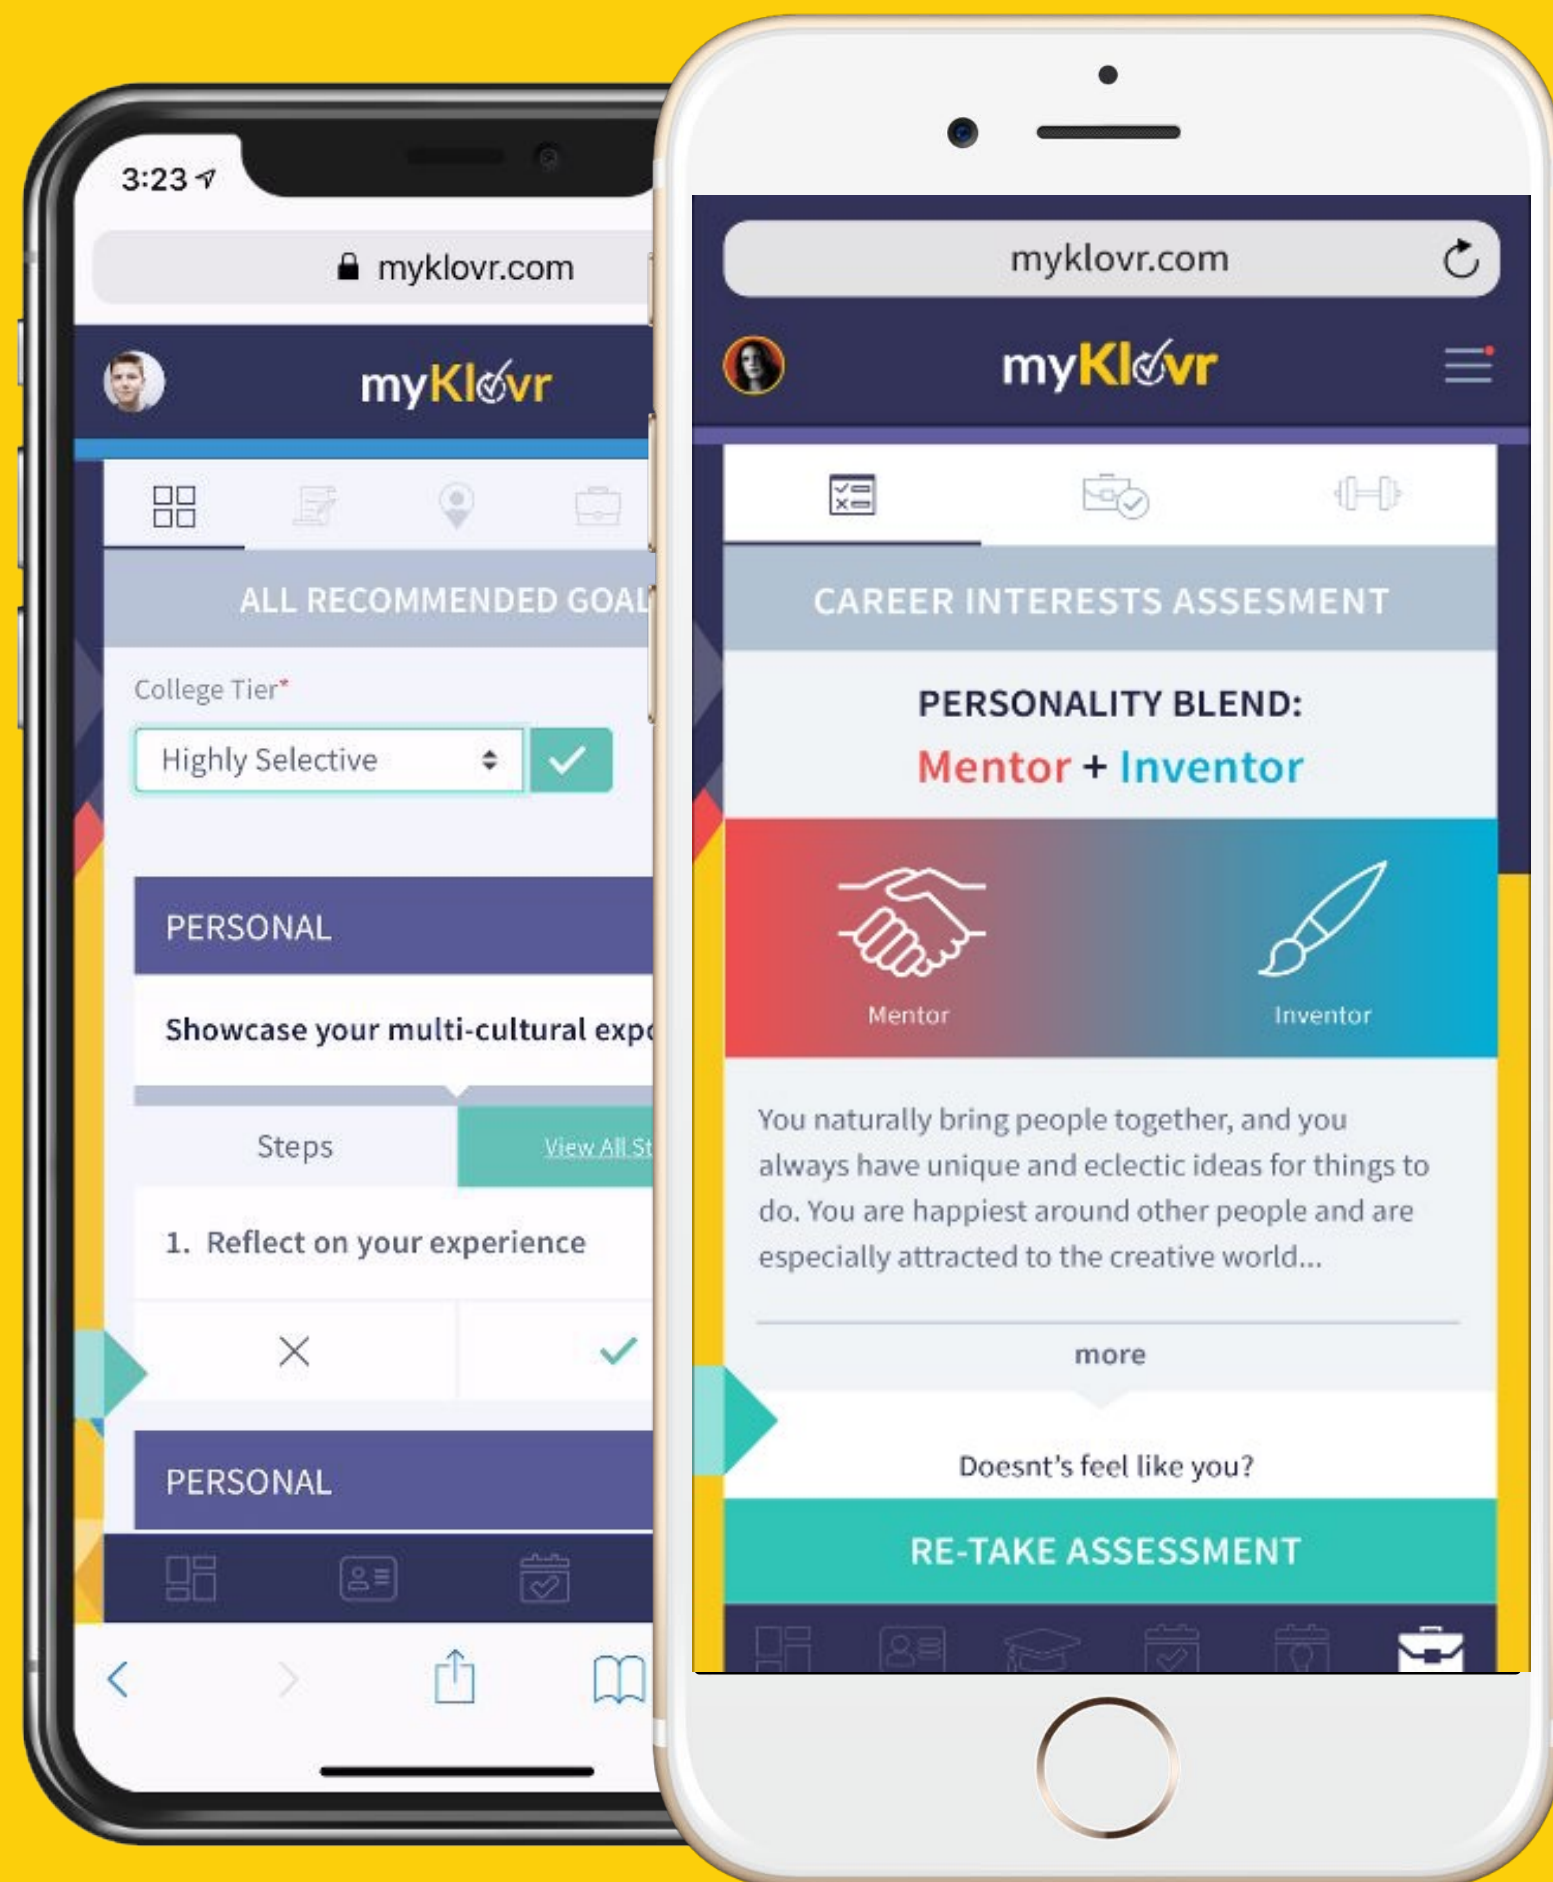 3:23
myklovr.com
myKlovr
ALL RECOMMENDED GOAL
College Tier*
Highly Selective
PERSONAL
Showcase your multi-cultural expo
Steps
View All St
1. Reflect on your experience
PERSONAL
myklovr.com
myKlovr
CAREER INTERESTS ASSESMENT
PERSONALITY BLEND:
Mentor + Inventor
Mentor
Inventor
You naturally bring people together, and you
always have unique and eclectic ideas for things to
do. You are happiest around other people and are
especially attracted to the creative world...
more
Doesnt's feel like you?
RE-TAKE ASSESSMENT